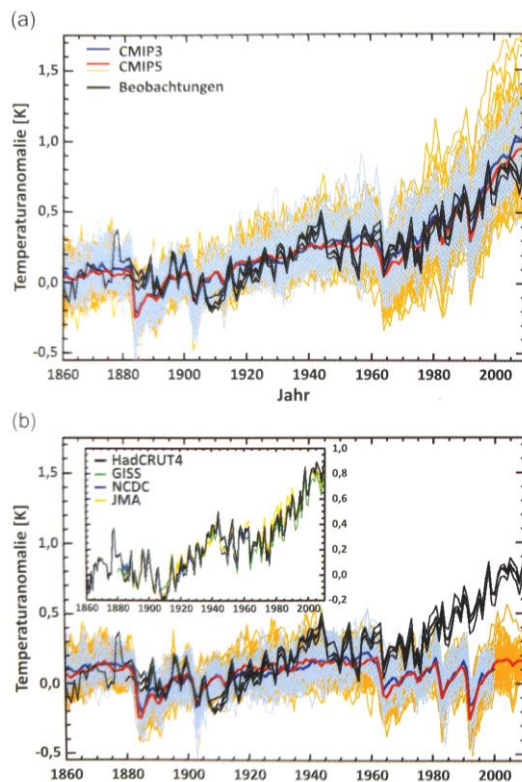 (a)
1,5
1,0
0,5
0,0
-0,5
Temperaturanomalie [K]
CMIP3
CMIP5
Beobachtungen
1860 1880 1900 1920 1940 1960 1980 2000
Jahr
(b)
1,5
1,0
0,5
0,0
-0,5
Temperaturanomalie [K]
HadCRUT4
GISS
NCDC
JMA
1,0
0,8
0,6
0,4
0,2
0,0
-0,2
1860 1880 1900 1920 1940 1960 1980 2000
1860 1880 1900 1920 1940 1960 1980 2000